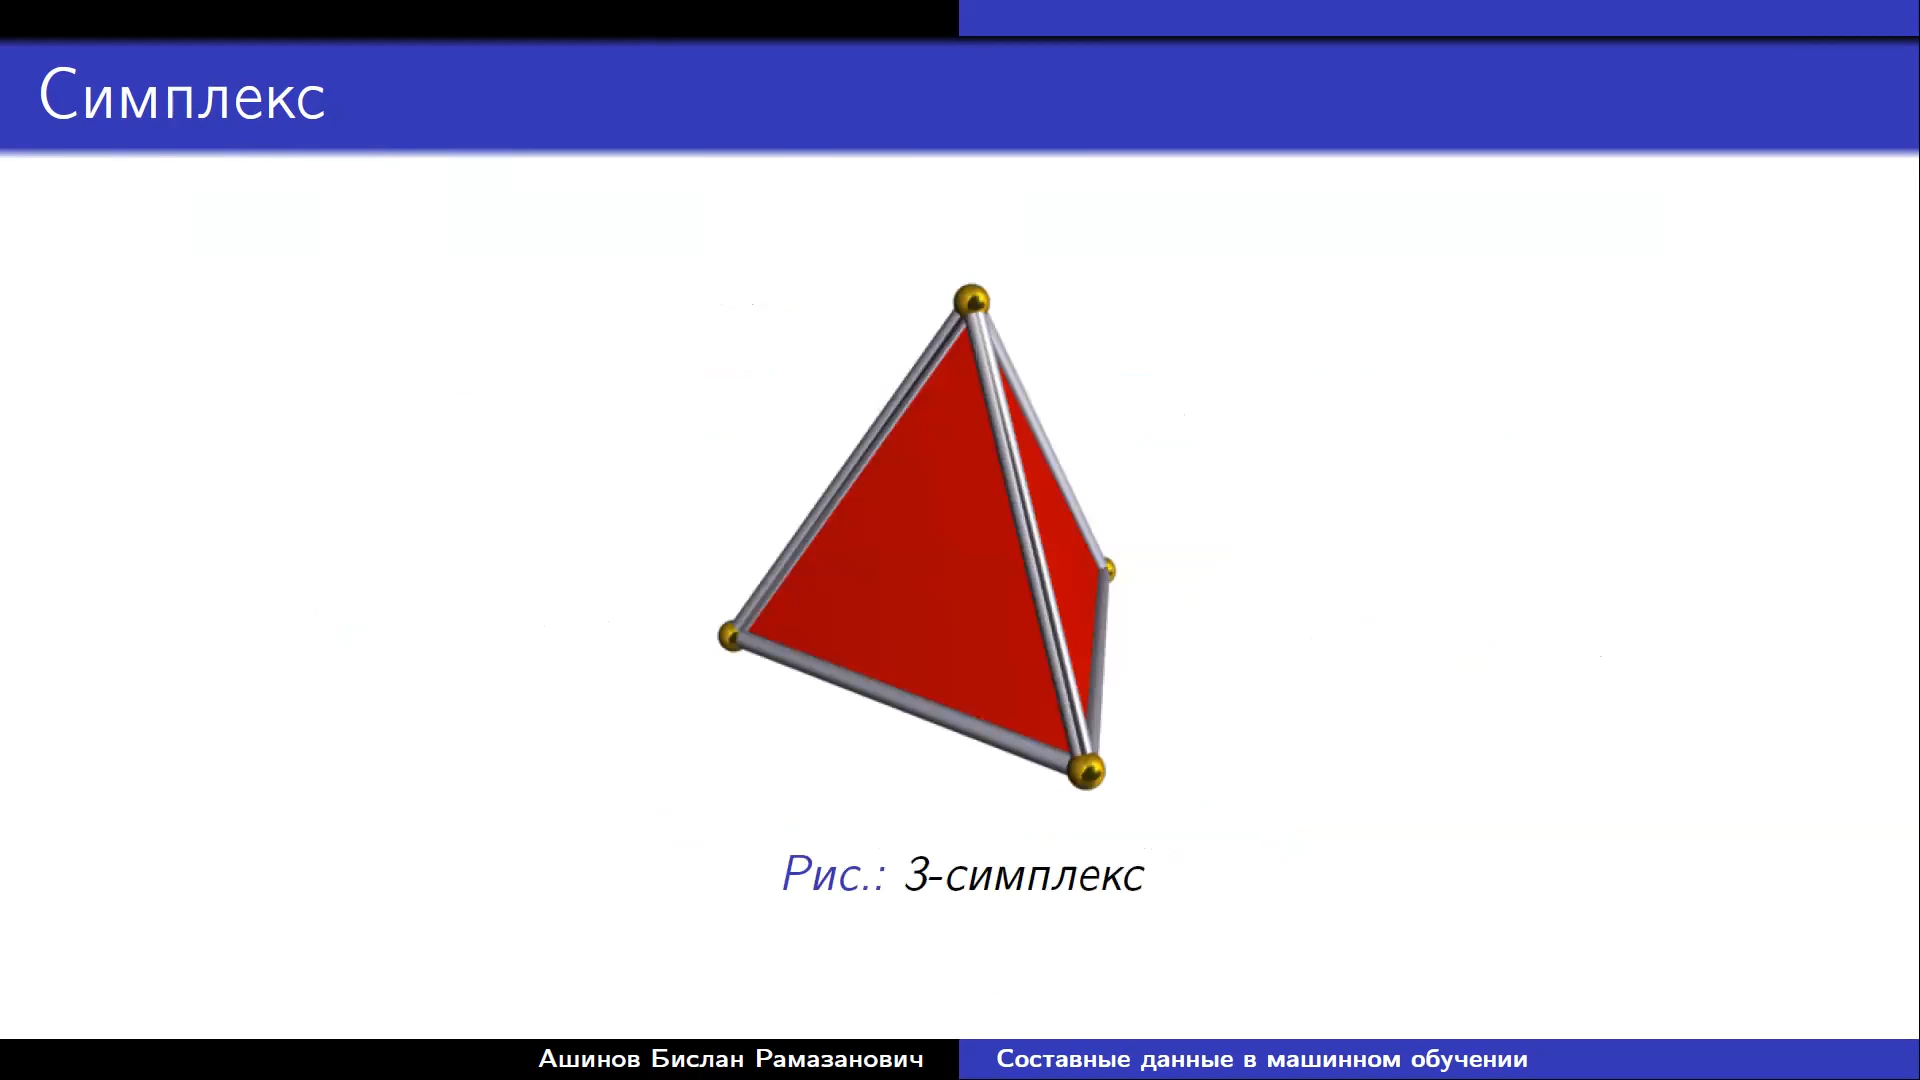 Симплекс
Рис.: 3-симплекс
Ашинов Бислан Рамазанович
Составные данные в машинном обучении